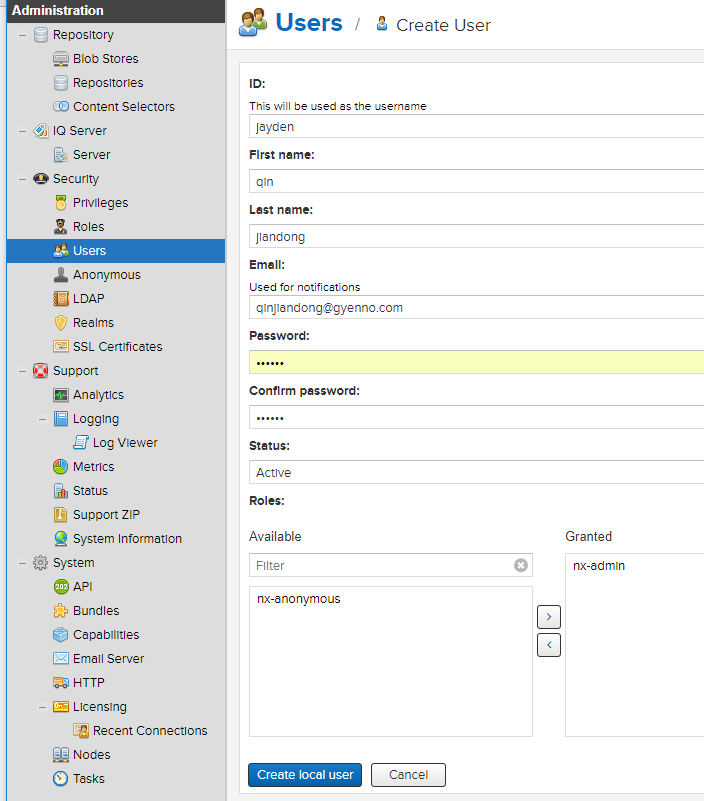 Administration
Repository
Blob Stores
Repositories
Content Selectors
IQ Server
Server
Security
Privileges
Roles
Users
Anonymous
LDAP
Realms
SSL Certificates
Support
Analytics
Logging
Log Viewer
Metrics
Status
Support ZIP
System Information
System
202 API
Bundles
Capabilities
Email Server
HTTP
Licensing
Recent Connections
Nodes
Tasks
Users / Create User
ID:
This will be used as the username
jayden
First name:
qin
Last name:
jiandong
Email:
Used for notifications
qinjiandong@gyenno.com
Password:
••••••
Confirm password:
••••••
Status:
Active
Roles:
Available
Filter
nx-anonymous
>
<
Granted
nx-admin
Create local user Cancel